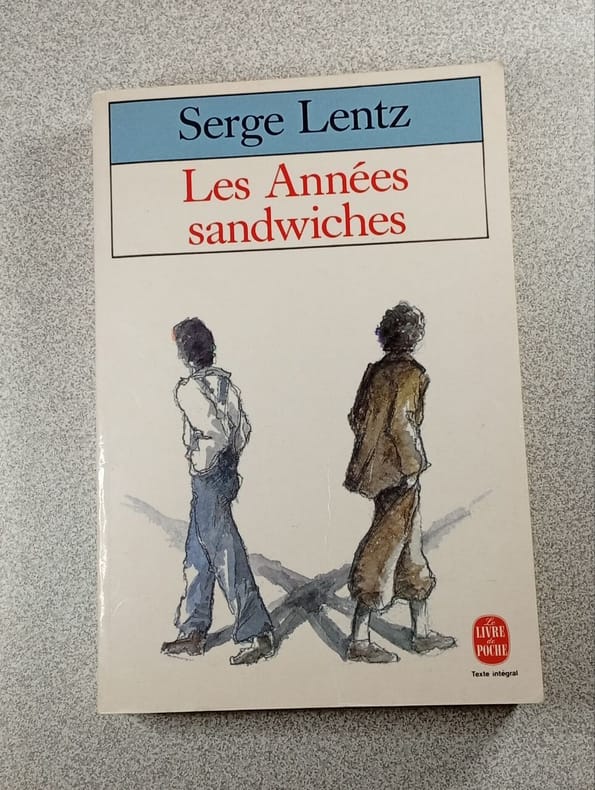 Serge Lentz
Les Années
sandwiches
Le
LIVRE
de
POCHE
Texte intégral